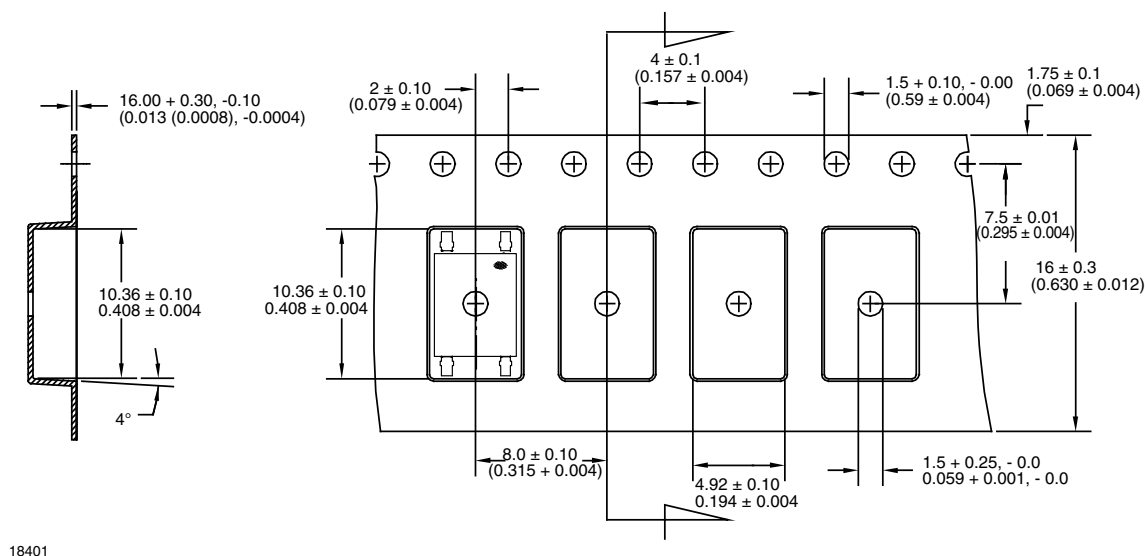 4 ± 0.1
(0.157 ± 0.004)
2 ± 0.10
(0.079 ± 0.004)
1.5 + 0.10, - 0.00
(0.59 ± 0.004)
1.75 ± 0.1
(0.069 ± 0.004)
16.00 + 0.30, -0.10
(0.013 (0.0008), -0.0004)
7.5 ± 0.01
(0.295 ± 0.004)
16 ± 0.3
(0.630 ± 0.012)
10.36 ± 0.10
0.408 ± 0.004
10.36 ± 0.10
0.408 ± 0.004
4°
8.0 ± 0.10
(0.315 + 0.004)
4.92 ± 0.10
0.194 ± 0.004
1.5 + 0.25, - 0.0
0.059 + 0.001, - 0.0
18401